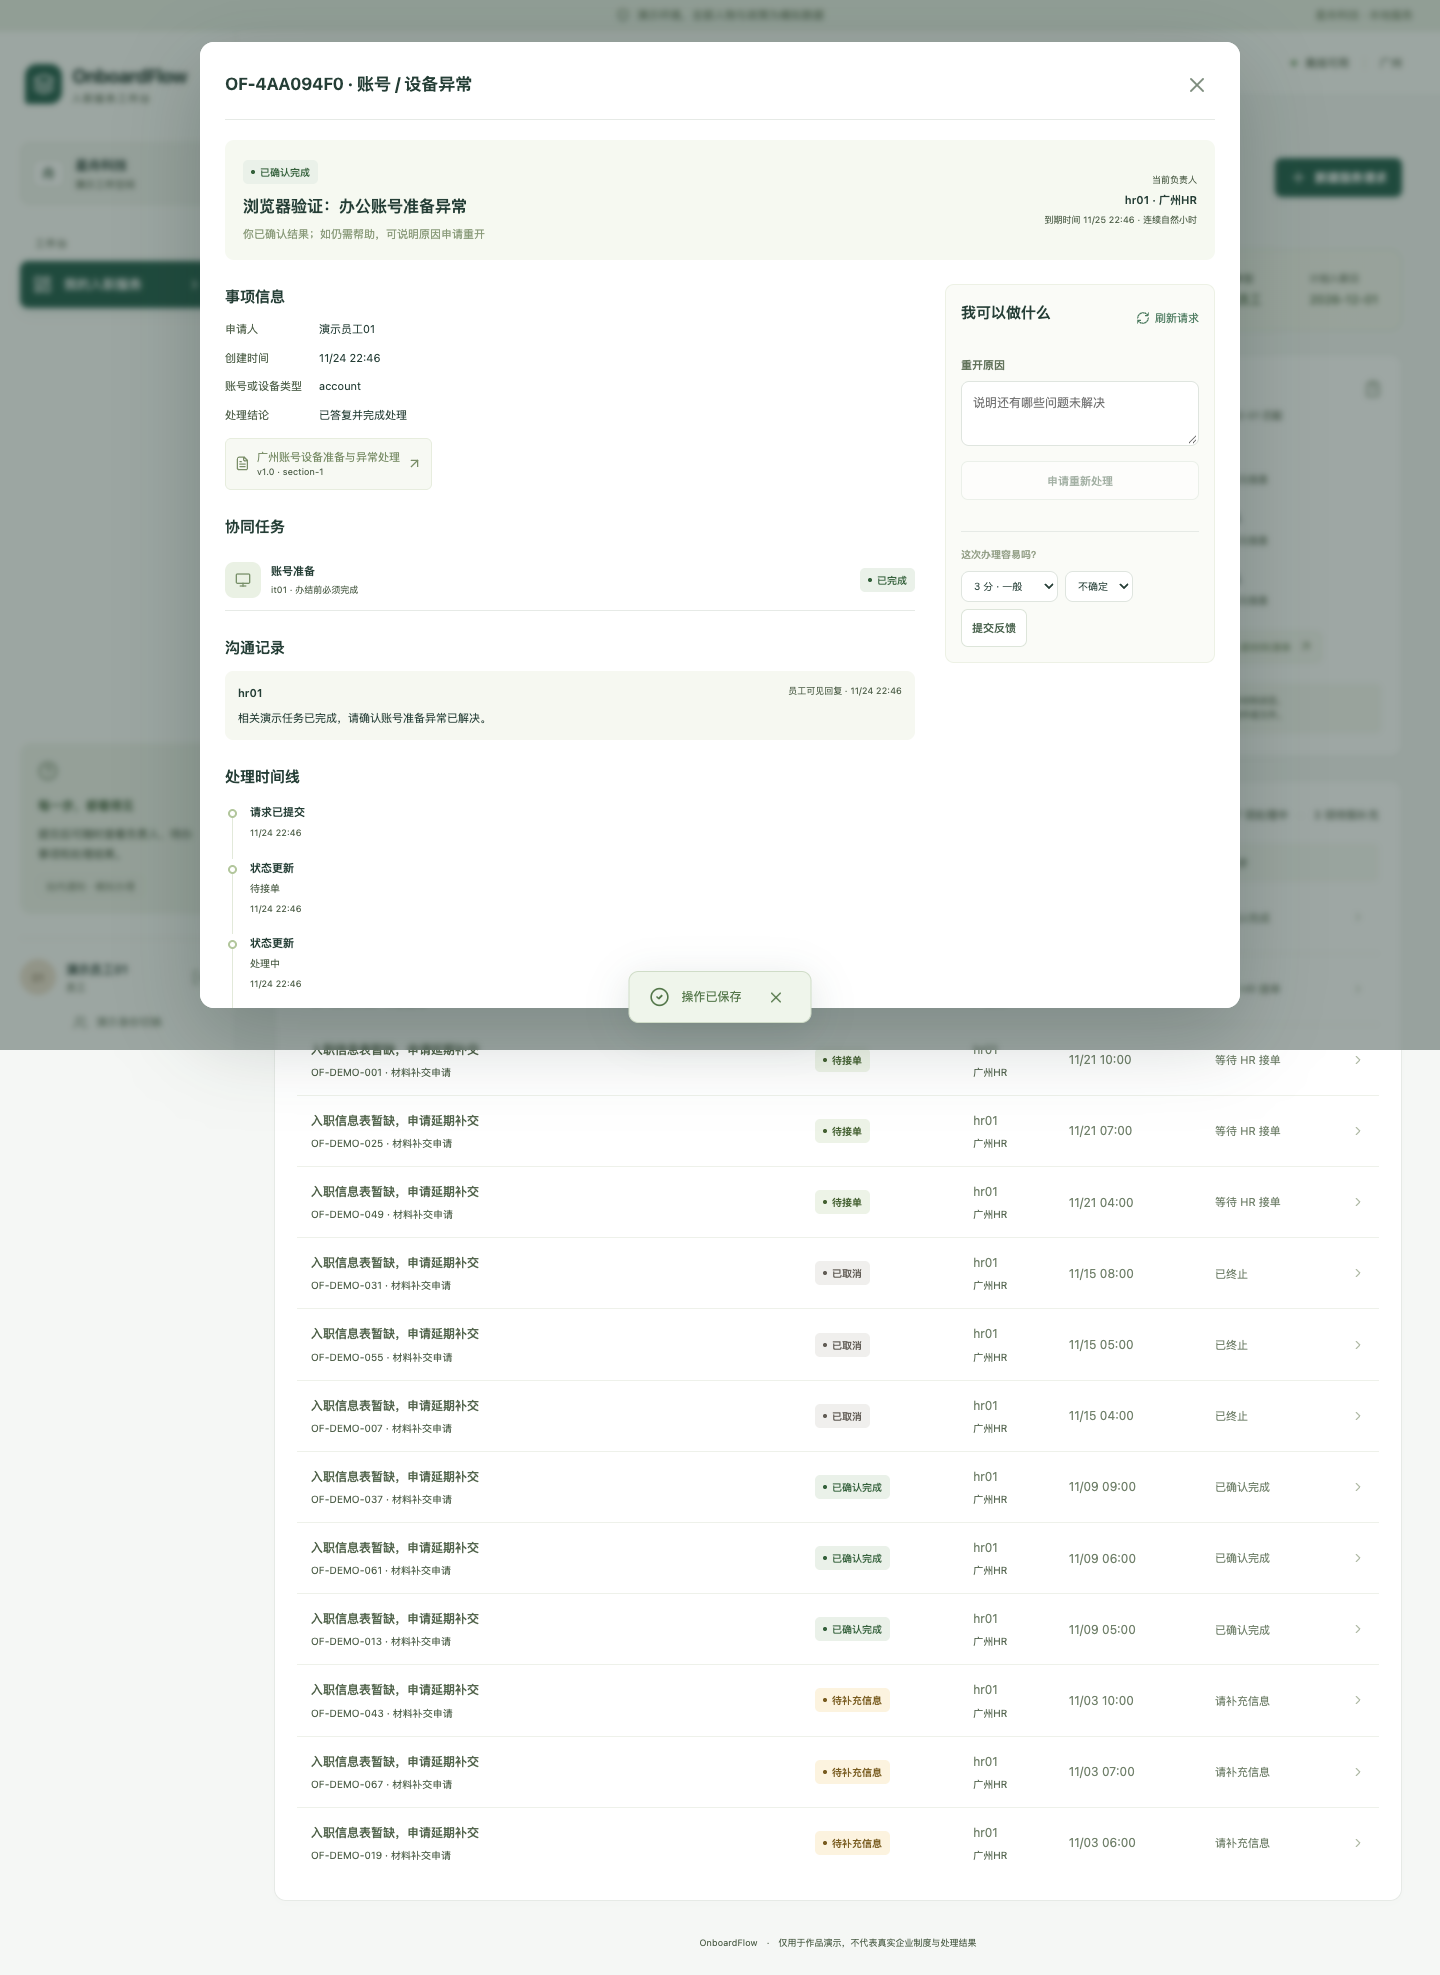 OnboardFlow
OF-4AA094F0 · 账号 / 设备异常
已确认完成
浏览器验证：办公账号准备异常
你已确认结果；如仍需帮助，可说明原因申请重开
当前负责人
hr01 · 广州HR
到期时间 11/25 22:46 · 连续自然小时
事项信息
申请人 演示员工01
创建时间 11/24 22:46
账号或设备类型 account
处理结论 已答复并完成处理
广州账号设备准备与异常处理
v1.0 · section-1
协同任务
账号准备
it01 · 办结前必须完成
已完成
沟通记录
hr01
员工可见回复 · 11/24 22:46
相关演示任务已完成，请确认账号准备异常已解决。
处理时间线
请求已提交
11/24 22:46
状态更新
待接单
11/24 22:46
状态更新
处理中
11/24 22:46
我可以做什么
刷新请求
重开原因
说明还有哪些问题未解决
申请重新处理
这次办理容易吗?
3 分 · 一般 不确定
提交反馈
操作已保存
入职信息表暂缺，申请延期补交
OF-DEMO-001 · 材料补交申请
待接单
hr01
广州HR
11/21 10:00
等待 HR 接单
入职信息表暂缺，申请延期补交
OF-DEMO-025 · 材料补交申请
待接单
hr01
广州HR
11/21 07:00
等待 HR 接单
入职信息表暂缺，申请延期补交
OF-DEMO-049 · 材料补交申请
待接单
hr01
广州HR
11/21 04:00
等待 HR 接单
入职信息表暂缺，申请延期补交
OF-DEMO-031 · 材料补交申请
已取消
hr01
广州HR
11/15 08:00
已终止
入职信息表暂缺，申请延期补交
OF-DEMO-055 · 材料补交申请
已取消
hr01
广州HR
11/15 05:00
已终止
入职信息表暂缺，申请延期补交
OF-DEMO-007 · 材料补交申请
已取消
hr01
广州HR
11/15 04:00
已终止
入职信息表暂缺，申请延期补交
OF-DEMO-037 · 材料补交申请
已确认完成
hr01
广州HR
11/09 09:00
已确认完成
入职信息表暂缺，申请延期补交
OF-DEMO-061 · 材料补交申请
已确认完成
hr01
广州HR
11/09 06:00
已确认完成
入职信息表暂缺，申请延期补交
OF-DEMO-013 · 材料补交申请
已确认完成
hr01
广州HR
11/09 05:00
已确认完成
入职信息表暂缺，申请延期补交
OF-DEMO-043 · 材料补交申请
待补充信息
hr01
广州HR
11/03 10:00
请补充信息
入职信息表暂缺，申请延期补交
OF-DEMO-067 · 材料补交申请
待补充信息
hr01
广州HR
11/03 07:00
请补充信息
入职信息表暂缺，申请延期补交
OF-DEMO-019 · 材料补交申请
待补充信息
hr01
广州HR
11/03 06:00
请补充信息
OnboardFlow · 仅用于作品演示，不代表真实企业制度与处理结果